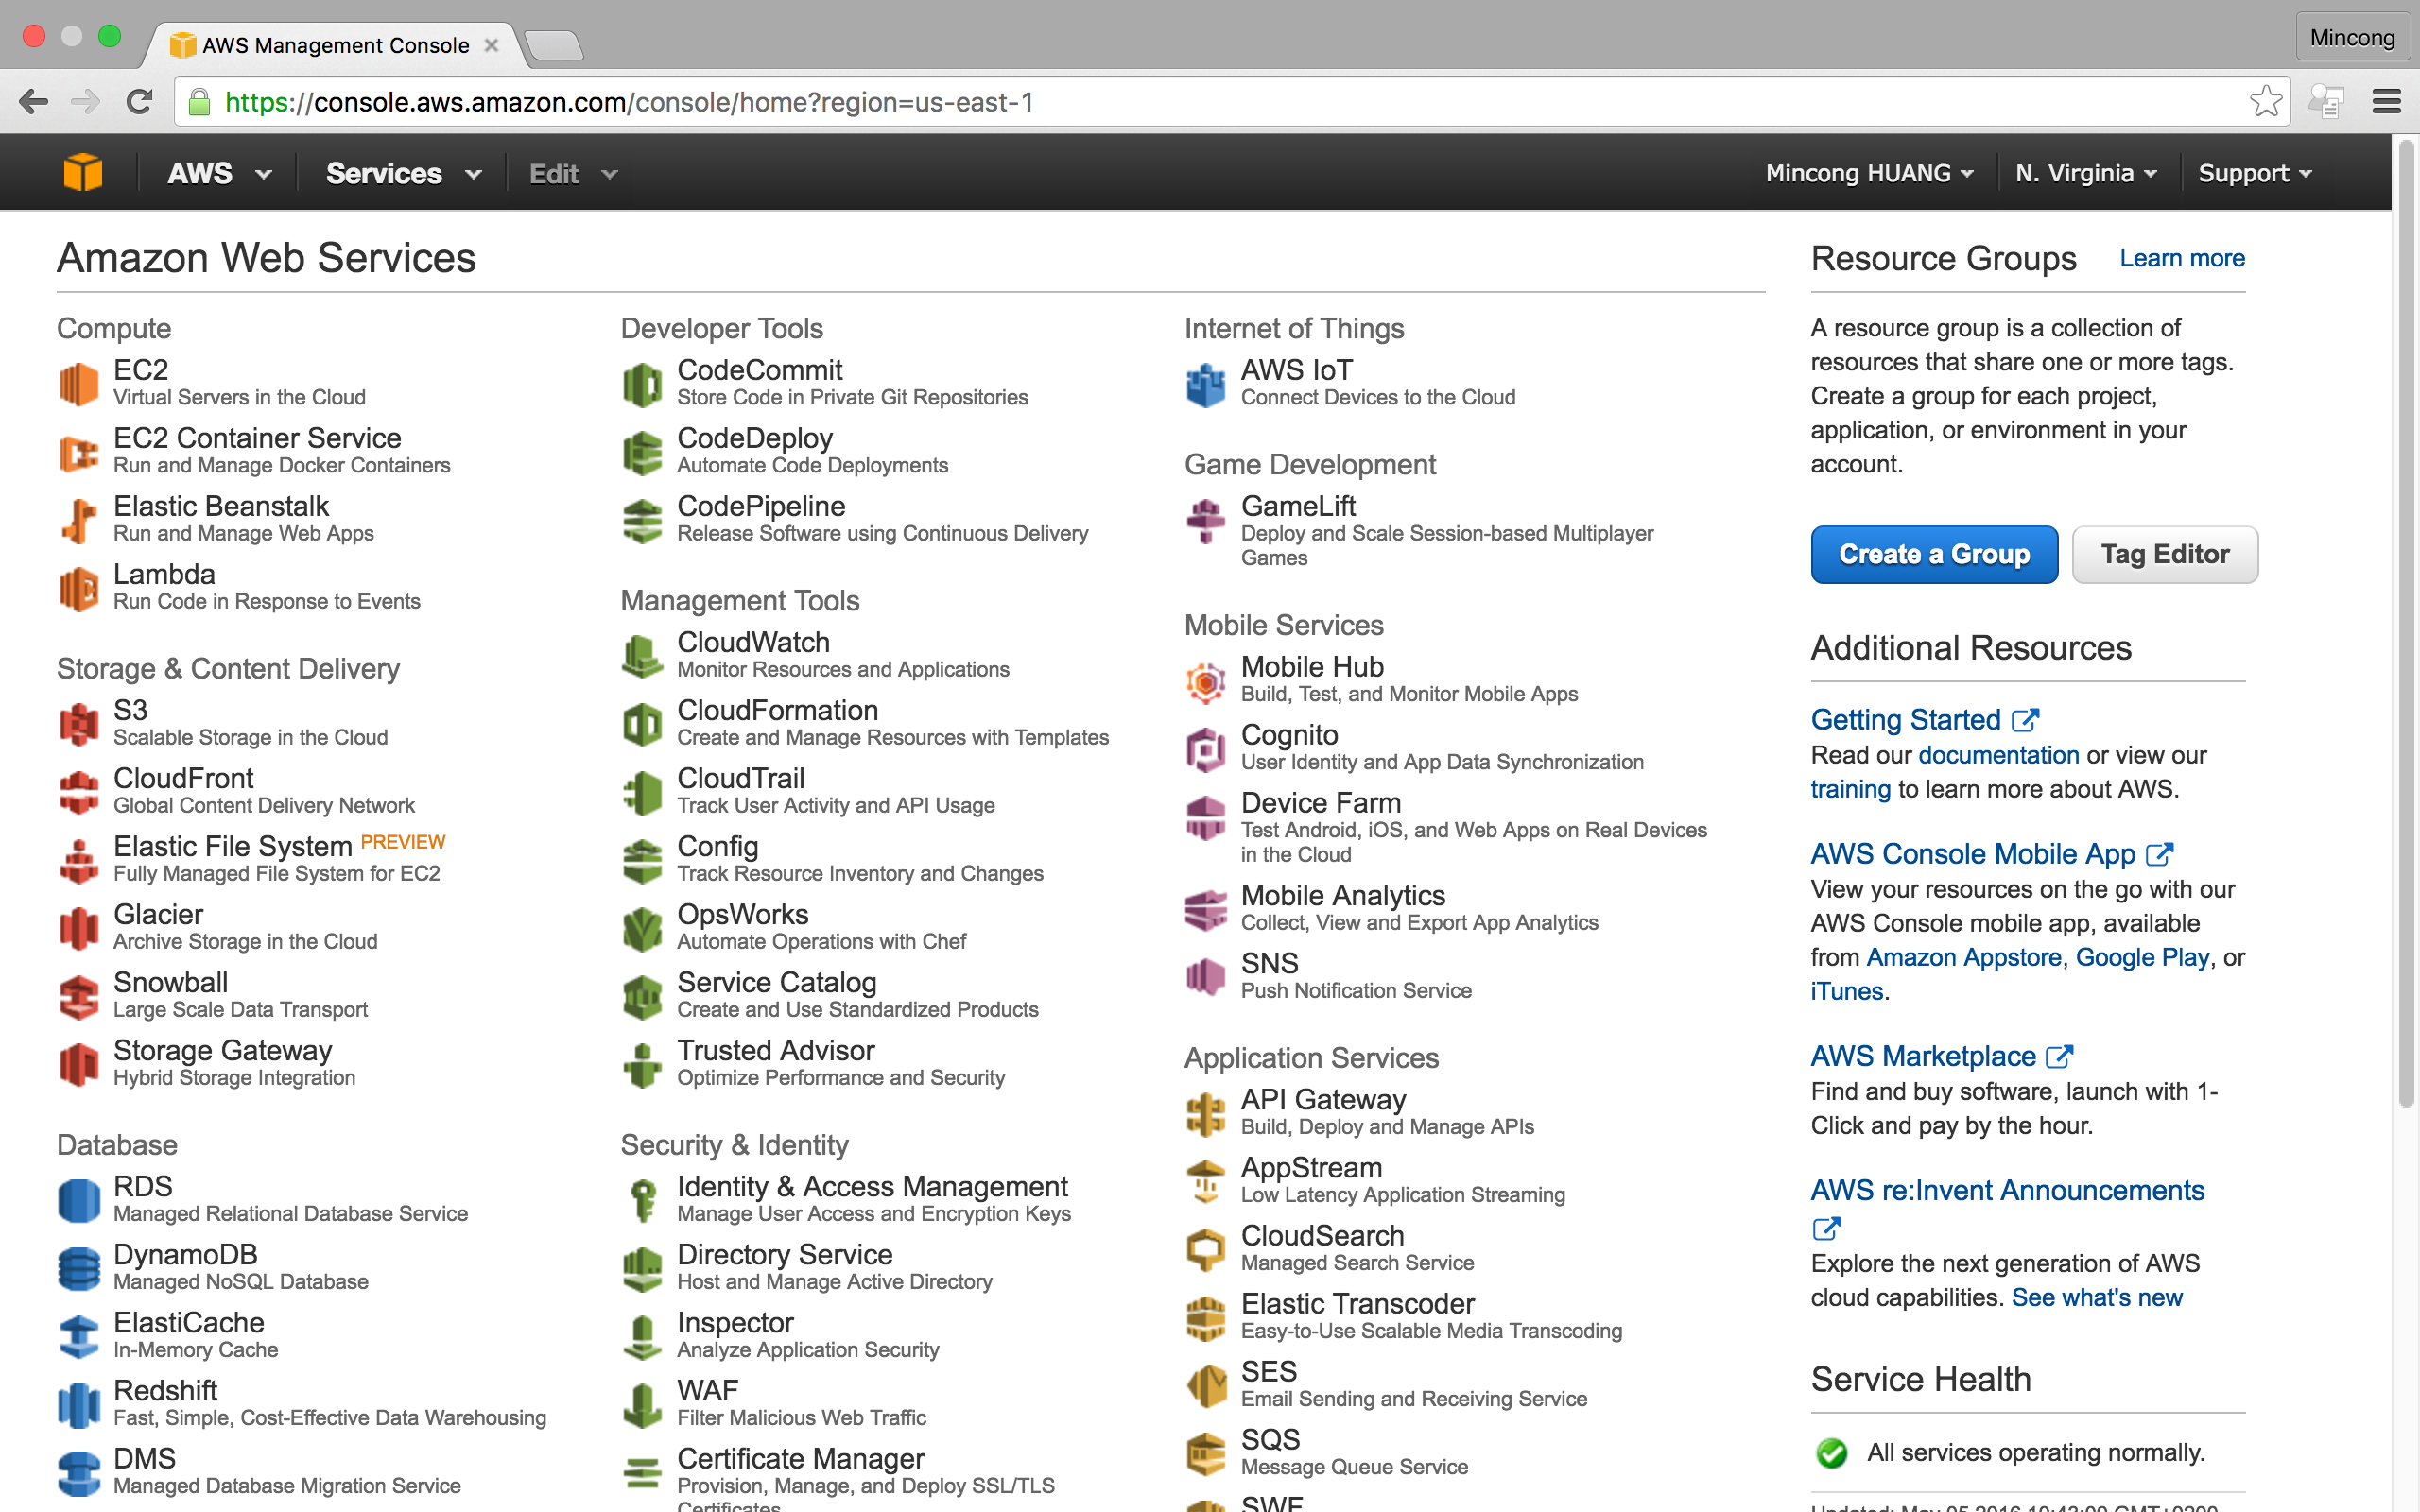 AWS Management Console
Mincong
https://console.aws.amazon.com/console/home?region=us-east-1
AWS Services Edit Mincong HUANG N. Virginia Support
Amazon Web Services
Compute
EC2
Virtual Servers in the Cloud
EC2 Container Service
Run and Manage Docker Containers
Elastic Beanstalk
Run and Manage Web Apps
Lambda
Run Code in Response to Events
Storage & Content Delivery
S3
Scalable Storage in the Cloud
CloudFront
Global Content Delivery Network
Elastic File System PREVIEW
Fully Managed File System for EC2
Glacier
Archive Storage in the Cloud
Snowball
Large Scale Data Transport
Storage Gateway
Hybrid Storage Integration
Database
RDS
Managed Relational Database Service
DynamoDB
Managed NoSQL Database
ElastiCache
In-Memory Cache
Redshift
Fast, Simple, Cost-Effective Data Warehousing
DMS
Managed Database Migration Service
Developer Tools
CodeCommit
Store Code in Private Git Repositories
CodeDeploy
Automate Code Deployments
CodePipeline
Release Software using Continuous Delivery
Management Tools
CloudWatch
Monitor Resources and Applications
CloudFormation
Create and Manage Resources with Templates
CloudTrail
Track User Activity and API Usage
Config
Track Resource Inventory and Changes
OpsWorks
Automate Operations with Chef
Service Catalog
Create and Use Standardized Products
Trusted Advisor
Optimize Performance and Security
Security & Identity
Identity & Access Management
Manage User Access and Encryption Keys
Directory Service
Host and Manage Active Directory
Inspector
Analyze Application Security
WAF
Filter Malicious Web Traffic
Certificate Manager
Provision, Manage, and Deploy SSL/TLS
Certificates
Internet of Things
AWS IoT
Connect Devices to the Cloud
Game Development
GameLift
Deploy and Scale Session-based Multiplayer
Games
Mobile Services
Mobile Hub
Build, Test, and Monitor Mobile Apps
Cognito
User Identity and App Data Synchronization
Device Farm
Test Android, iOS, and Web Apps on Real Devices
in the Cloud
Mobile Analytics
Collect, View and Export App Analytics
SNS
Push Notification Service
Application Services
API Gateway
Build, Deploy and Manage APIs
AppStream
Low Latency Application Streaming
CloudSearch
Managed Search Service
Elastic Transcoder
Easy-to-Use Scalable Media Transcoding
SES
Email Sending and Receiving Service
SQS
Message Queue Service
SWF
Resource Groups Learn more
A resource group is a collection of
resources that share one or more tags.
Create a group for each project,
application, or environment in your
account.
Create a Group Tag Editor
Additional Resources
Getting Started
Read our documentation or view our
training to learn more about AWS.
AWS Console Mobile App
View your resources on the go with our
AWS Console mobile app, available
from Amazon Appstore, Google Play, or
iTunes.
AWS Marketplace
Find and buy software, launch with 1-
Click and pay by the hour.
AWS re:Invent Announcements
Explore the next generation of AWS
cloud capabilities. See what's new
Service Health
All services operating normally.
Updated: May 05 2016 10:43:00 GMT+0200